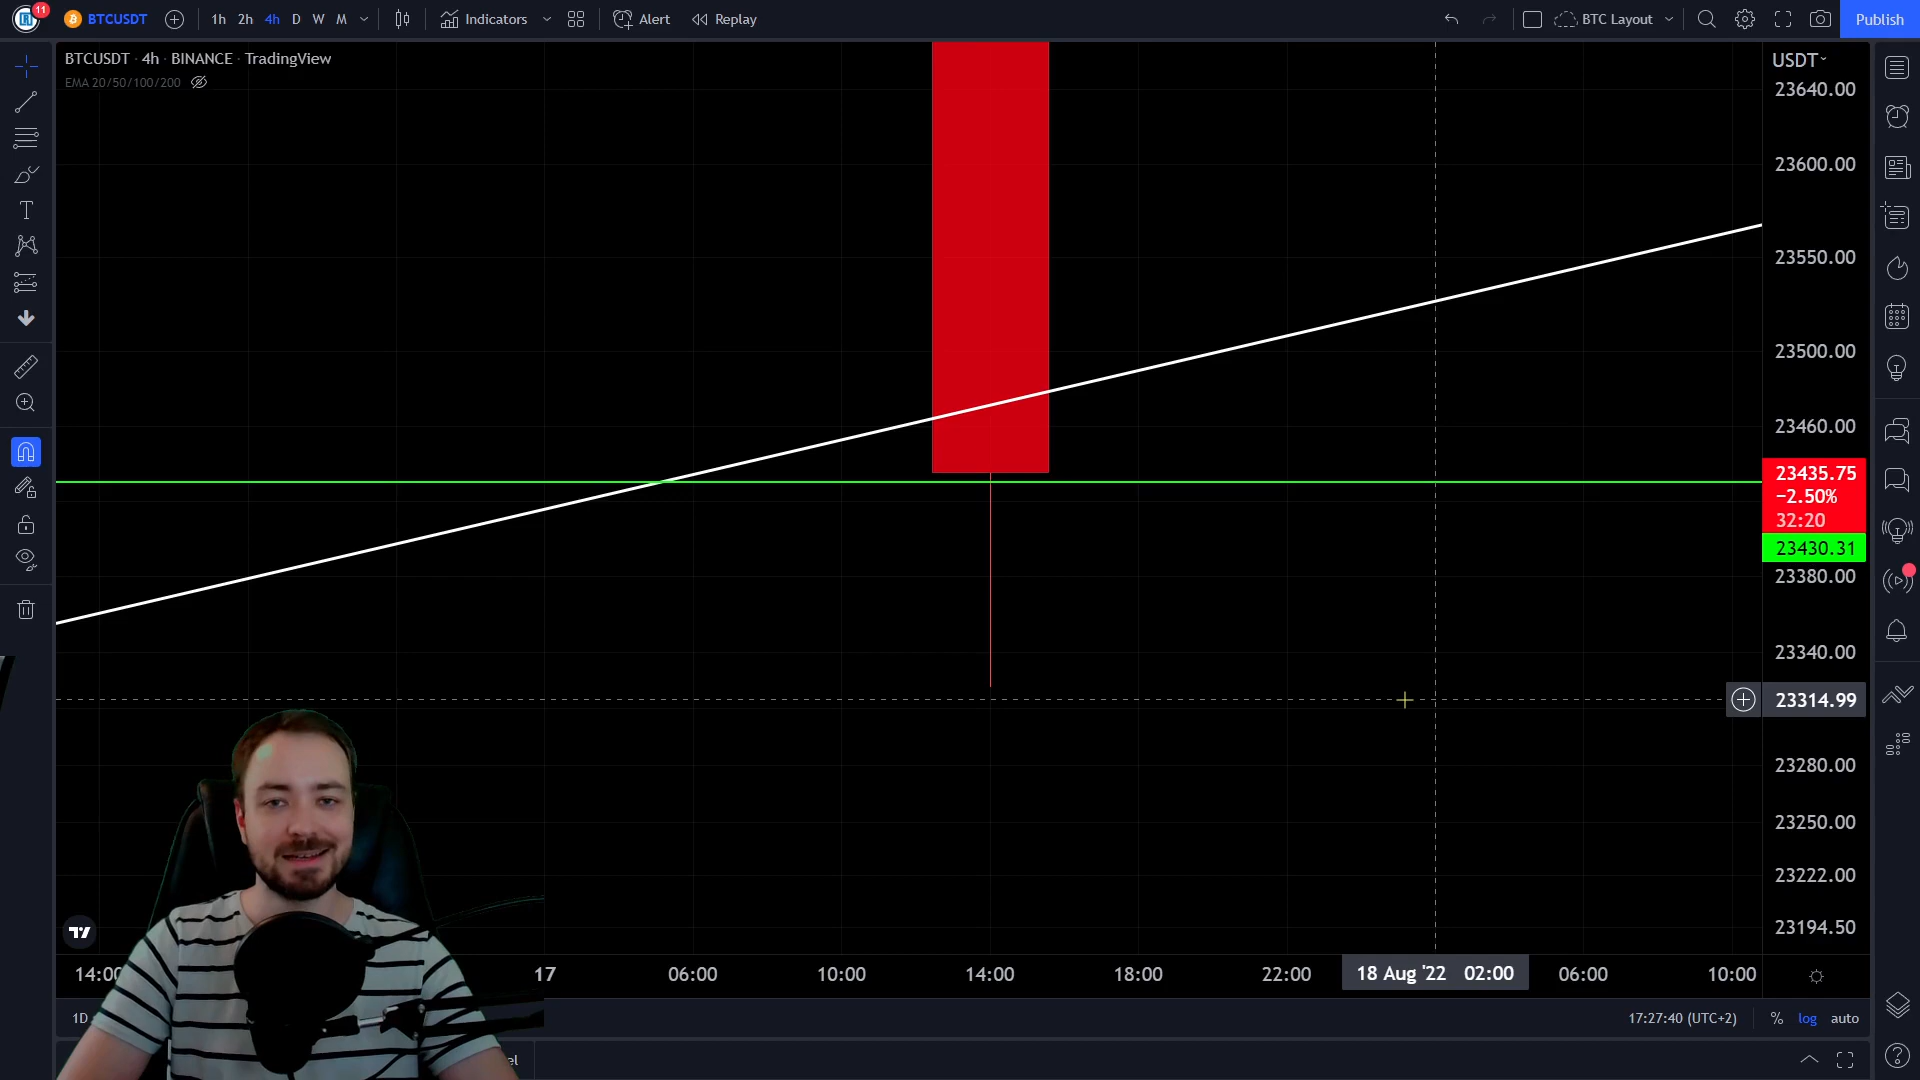 11
BTCUSDT
1h 2h 4h D W M
Indicators
Alert
Replay
BTC Layout
Publish
BTCUSDT · 4h · BINANCE · TradingView
EMA 20/50/100/200
USDT
23640.00
23600.00
23550.00
23500.00
23460.00
23435.75
−2.50%
32:20
23430.31
23380.00
23340.00
23314.99
23280.00
23250.00
23222.00
23194.50
14:00 17 06:00 10:00 14:00 18:00 22:00 18 Aug '22 02:00 06:00 10:00
1D
17:27:40 (UTC+2) % log auto
el